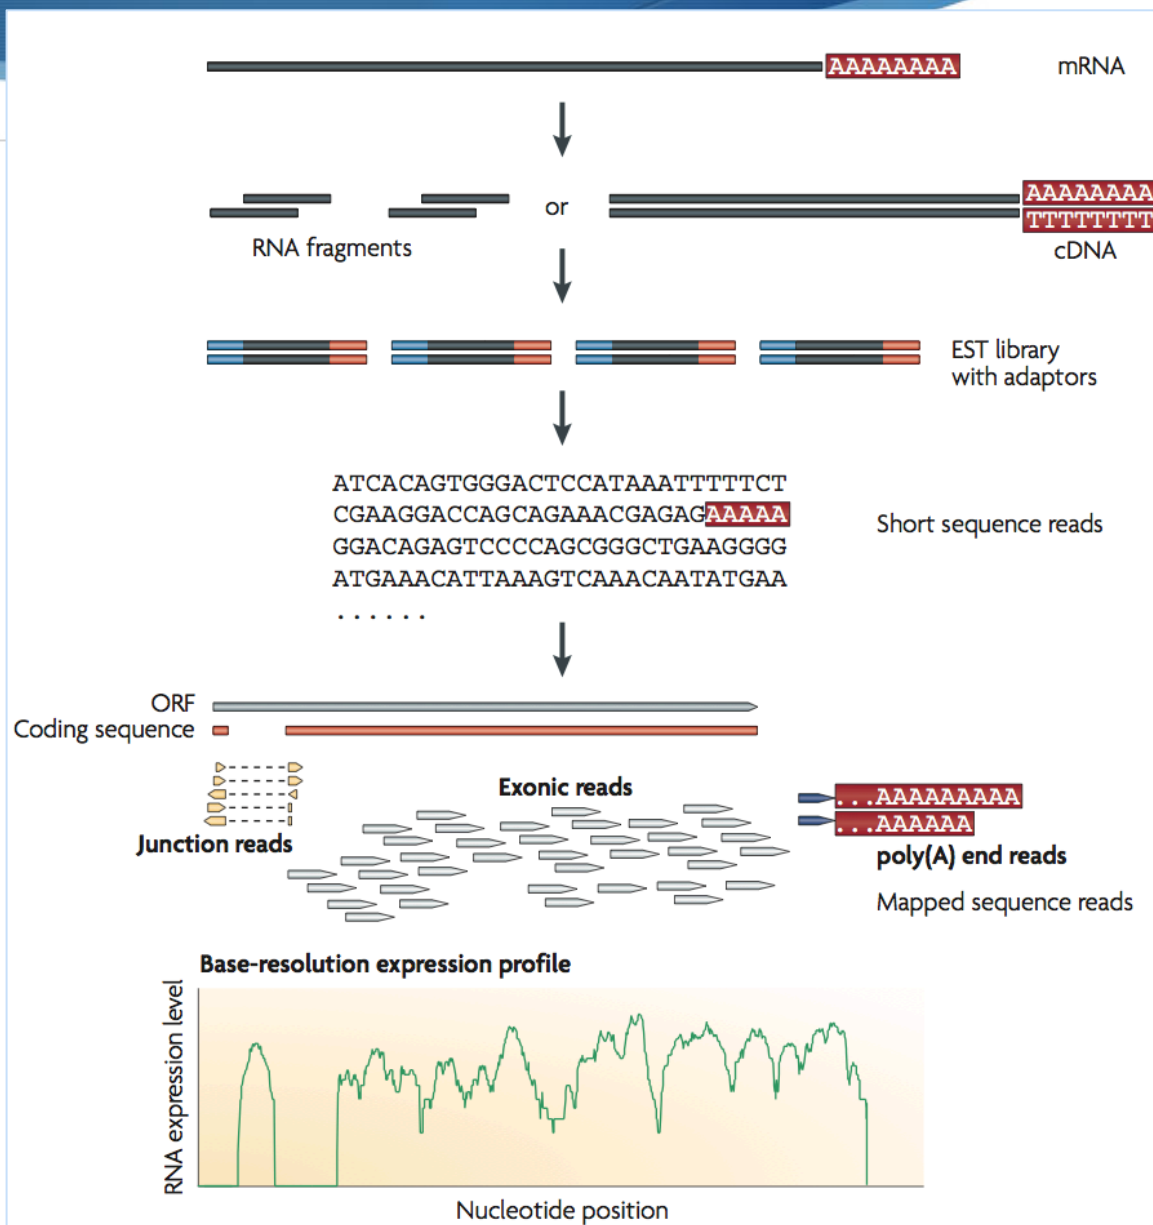 AAAAAAAA mRNA
or
AAAAAAAA
TTTTTTTT
RNA fragments
cDNA
EST library
with adaptors
ATCACAGTGGGACTCCATAAATTTTTCT
CGAAGGACCAGCAGAAACGAGAGAAAAA
GGACAGAGTCCCCAGCGGGCTGAAGGGG
ATGAAACATTAAAGTCAAACAATATGAA
. . . . . .
Short sequence reads
ORF
Coding sequence
Junction reads
Exonic reads
...AAAAAAAAA
...AAAAAA
poly(A) end reads
Mapped sequence reads
Base-resolution expression profile
RNA expression level
Nucleotide position